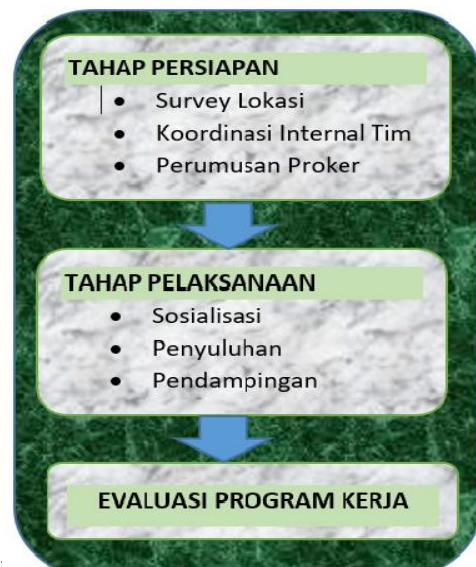 TAHAP PERSIAPAN
• Survey Lokasi
• Koordinasi Internal Tim
• Perumusan Proker
TAHAP PELAKSANAAN
• Sosialisasi
• Penyuluhan
• Pendampingan
EVALUASI PROGRAM KERJA